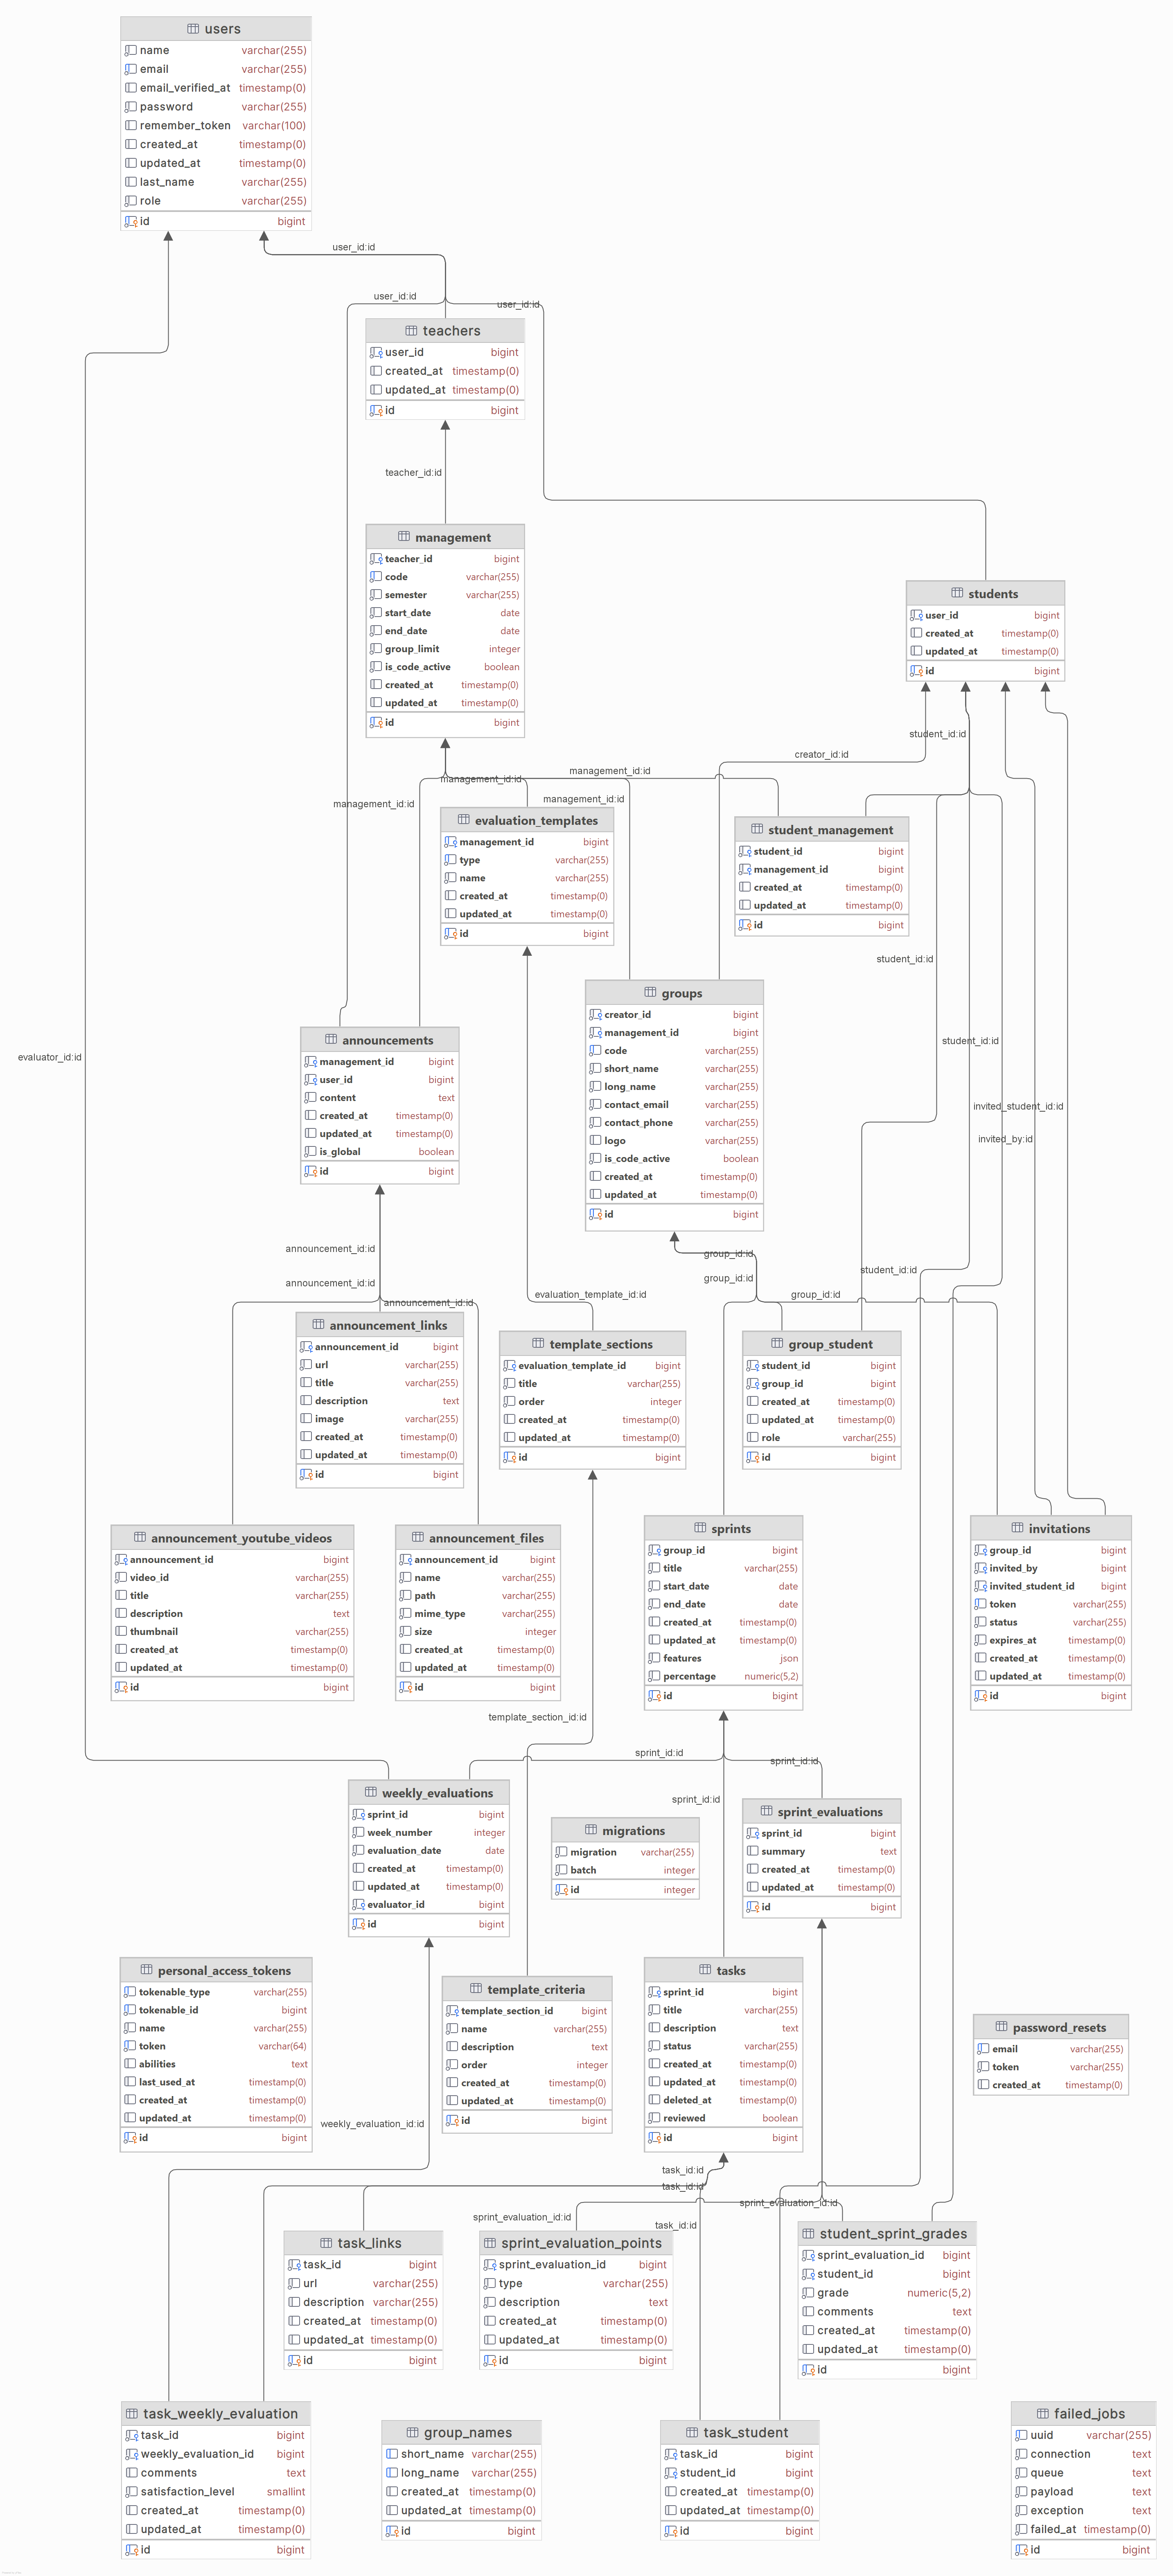 users
name varchar(255)
email varchar(255)
email_verified_at timestamp(0)
password varchar(255)
remember_token varchar(100)
created_at timestamp(0)
updated_at timestamp(0)
last_name varchar(255)
role varchar(255)
id bigint
user_id:id
user_id:id
user_id:id
teachers
user_id bigint
created_at timestamp(0)
updated_at timestamp(0)
id bigint
teacher_id:id
management
teacher_id bigint
code varchar(255)
semester varchar(255)
start_date date
end_date date
group_limit integer
is_code_active boolean
created_at timestamp(0)
updated_at timestamp(0)
id bigint
students
user_id bigint
created_at timestamp(0)
updated_at timestamp(0)
id bigint
student_id:id
creator_id:id
management_id:id
management_id:id
management_id:id
management_id:id
evaluation_templates
management_id bigint
type varchar(255)
name varchar(255)
created_at timestamp(0)
updated_at timestamp(0)
id bigint
student_management
student_id bigint
management_id bigint
created_at timestamp(0)
updated_at timestamp(0)
id bigint
student_id:id
groups
creator_id bigint
management_id bigint
code varchar(255)
short_name varchar(255)
long_name varchar(255)
contact_email varchar(255)
contact_phone varchar(255)
logo varchar(255)
is_code_active boolean
created_at timestamp(0)
updated_at timestamp(0)
id bigint
announcements
management_id bigint
user_id bigint
content text
created_at timestamp(0)
updated_at timestamp(0)
is_global boolean
id bigint
evaluator_id:id
student_id:id
invited_student_id:id
invited_by:id
announcement_id:id
announcement_id:id
announcement_id:id
group_id:id
group_id:id
group_id:id
student_id:id
evaluation_template_id:id
announcement_links
announcement_id bigint
url varchar(255)
title varchar(255)
description text
image varchar(255)
created_at timestamp(0)
updated_at timestamp(0)
id bigint
template_sections
evaluation_template_id bigint
title varchar(255)
order integer
created_at timestamp(0)
updated_at timestamp(0)
id bigint
group_student
student_id bigint
group_id bigint
created_at timestamp(0)
updated_at timestamp(0)
role varchar(255)
id bigint
announcement_youtube_videos
announcement_id bigint
video_id varchar(255)
title varchar(255)
description text
thumbnail varchar(255)
created_at timestamp(0)
updated_at timestamp(0)
id bigint
announcement_files
announcement_id bigint
name varchar(255)
path varchar(255)
mime_type varchar(255)
size integer
created_at timestamp(0)
updated_at timestamp(0)
id bigint
sprints
group_id bigint
title varchar(255)
start_date date
end_date date
created_at timestamp(0)
updated_at timestamp(0)
features json
percentage numeric(5,2)
id bigint
invitations
group_id bigint
invited_by bigint
invited_student_id bigint
token varchar(255)
status varchar(255)
expires_at timestamp(0)
created_at timestamp(0)
updated_at timestamp(0)
id bigint
template_section_id:id
sprint_id:id
sprint_id:id
sprint_id:id
weekly_evaluations
sprint_id bigint
week_number integer
evaluation_date date
created_at timestamp(0)
updated_at timestamp(0)
evaluator_id bigint
id bigint
migrations
migration varchar(255)
batch integer
id integer
sprint_evaluations
sprint_id bigint
summary text
created_at timestamp(0)
updated_at timestamp(0)
id bigint
personal_access_tokens
tokenable_type varchar(255)
tokenable_id bigint
name varchar(255)
token varchar(64)
abilities text
last_used_at timestamp(0)
created_at timestamp(0)
updated_at timestamp(0)
id bigint
template_criteria
template_section_id bigint
name varchar(255)
description text
order integer
created_at timestamp(0)
updated_at timestamp(0)
id bigint
tasks
sprint_id bigint
title varchar(255)
description text
status varchar(255)
created_at timestamp(0)
updated_at timestamp(0)
deleted_at timestamp(0)
reviewed boolean
id bigint
password_resets
email varchar(255)
token varchar(255)
created_at timestamp(0)
weekly_evaluation_id:id
task_id:id
task_id:id
task_id:id
sprint_evaluation_id:id
sprint_evaluation_id:id
task_links
task_id bigint
url varchar(255)
description varchar(255)
created_at timestamp(0)
updated_at timestamp(0)
id bigint
sprint_evaluation_points
sprint_evaluation_id bigint
type varchar(255)
description text
created_at timestamp(0)
updated_at timestamp(0)
id bigint
student_sprint_grades
sprint_evaluation_id bigint
student_id bigint
grade numeric(5,2)
comments text
created_at timestamp(0)
updated_at timestamp(0)
id bigint
task_weekly_evaluation
task_id bigint
weekly_evaluation_id bigint
comments text
satisfaction_level smallint
created_at timestamp(0)
updated_at timestamp(0)
id bigint
group_names
short_name varchar(255)
long_name varchar(255)
created_at timestamp(0)
updated_at timestamp(0)
id bigint
task_student
task_id bigint
student_id bigint
created_at timestamp(0)
updated_at timestamp(0)
id bigint
failed_jobs
uuid varchar(255)
connection text
queue text
payload text
exception text
failed_at timestamp(0)
id bigint